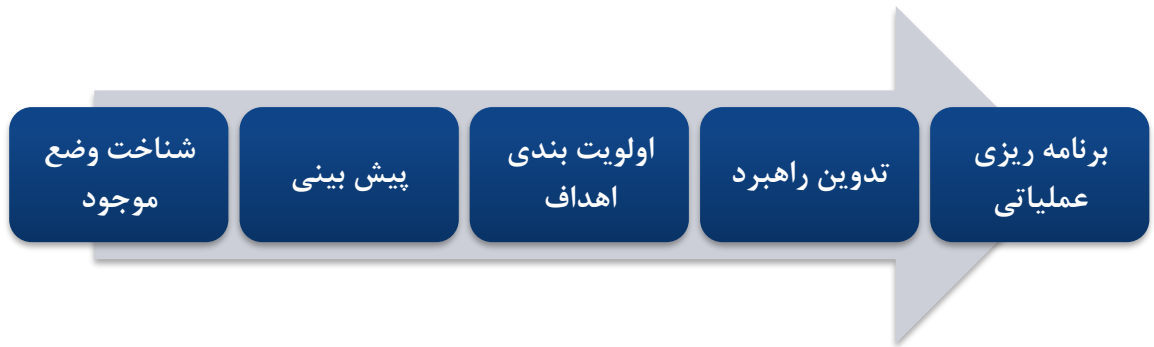 شناخت وضع
موجود
پیش بینی
اولویت بندی
اهداف
تدوین راهبرد
برنامه ریزی
عملیاتی